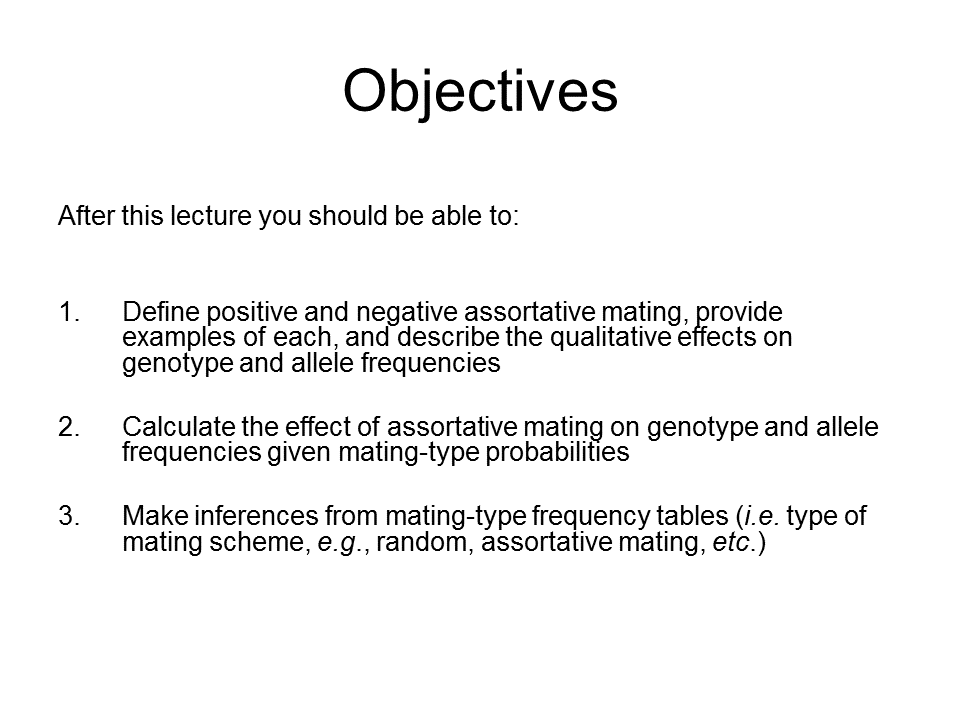 Objectives
After this lecture you should be able to:
1. Define positive and negative assortative mating, provide
examples of each, and describe the qualitative effects on
genotype and allele frequencies
2. Calculate the effect of assortative mating on genotype and allele
frequencies given mating-type probabilities
3. Make inferences from mating-type frequency tables (i.e. type of
mating scheme, e.g., random, assortative mating, etc.)